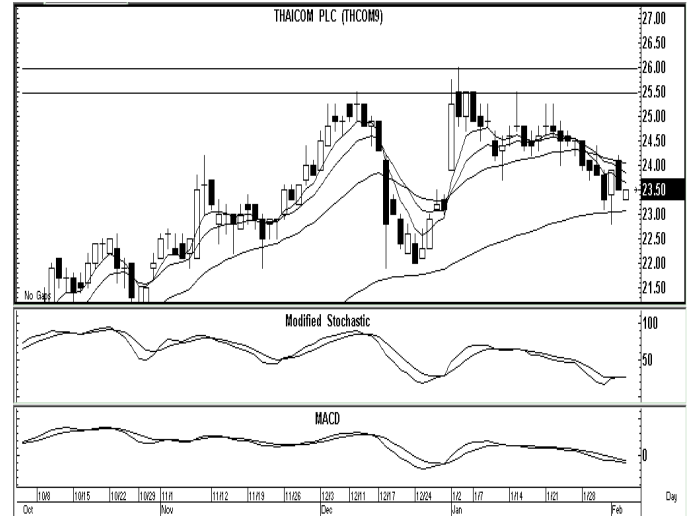 THAICOM PLC (THCOM9)
27.00
26.50
26.00
25.50
25.00
24.50
24.00
23.50
23.00
22.50
22.00
21.50
No Gaps
Modified Stochastic
100
50
MACD
0
10/8 10/15 10/22 10/29 11/1 11/12 11/19 11/26 12/3 12/11 12/17 12/24 1/2 1/7 1/14 1/21 1/28 Day
Oct Nov Dec Jan Feb